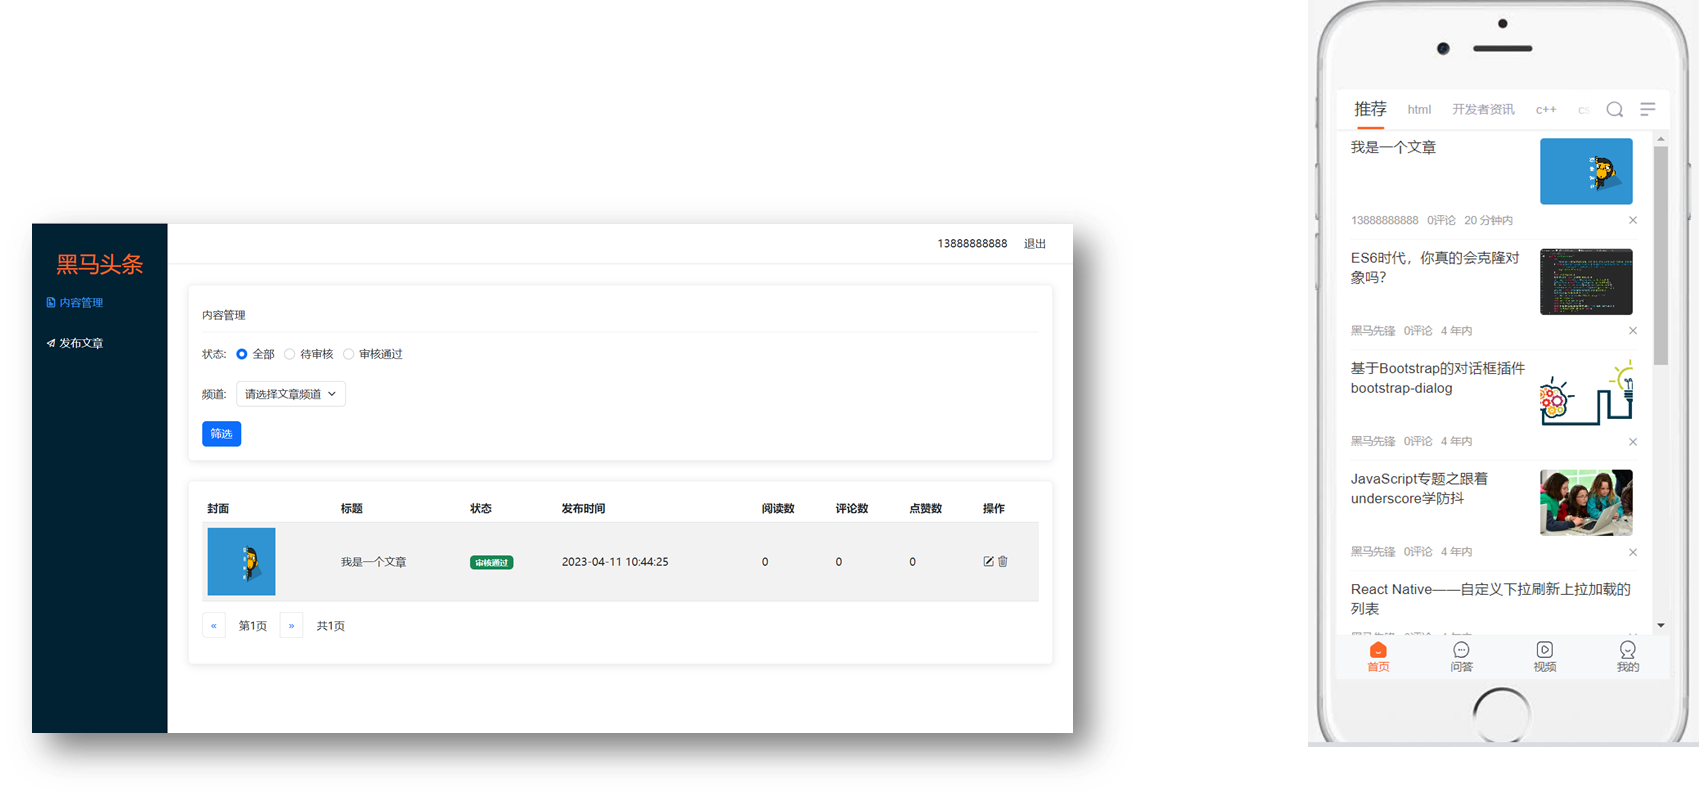 黑马头条
内容管理
发布文章
13888888888 退出
内容管理
状态: 全部 待审核 审核通过
频道: 请选择文章频道
筛选
封面 标题 状态 发布时间 阅读数 评论数 点赞数 操作
我是一个文章 审核通过 2023-04-11 10:44:25 0 0 0
« 第1页 » 共1页
推荐 html 开发者资讯 c++ cs
我是一个文章
13888888888 0评论 20 分钟内
ES6时代，你真的会克隆对
象吗?
黑马先锋 0评论 4 年内
基于Bootstrap的对话框插件
bootstrap-dialog
黑马先锋 0评论 4 年内
JavaScript专题之跟着
underscore学防抖
黑马先锋 0评论 4 年内
React Native——自定义下拉刷新上拉加载的
列表
首页 问答 视频 我的